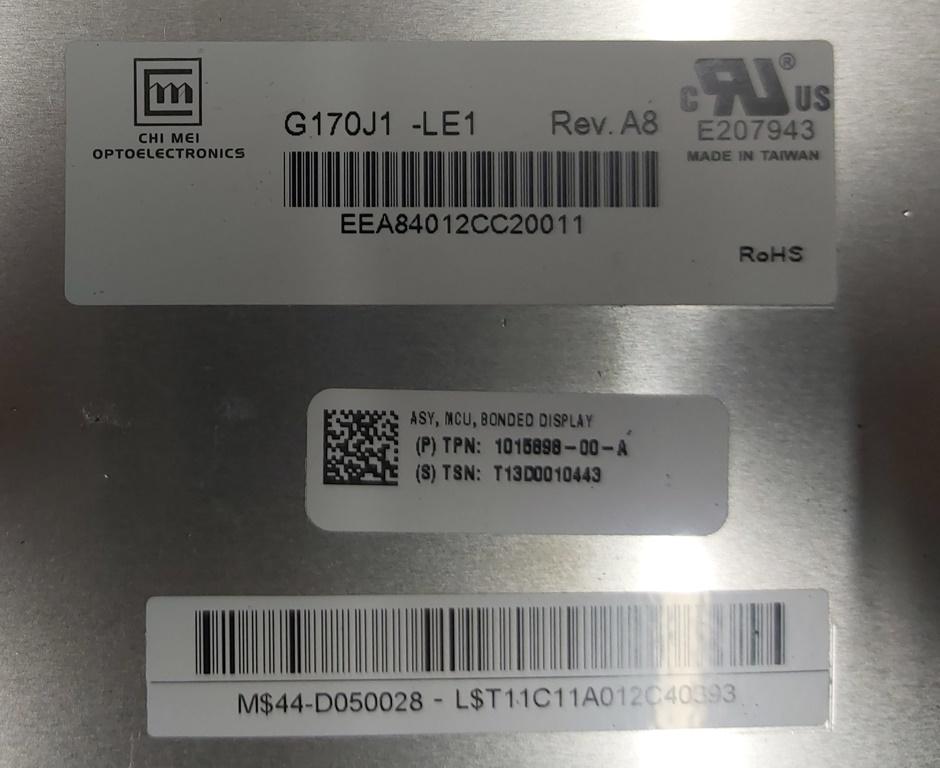 CHI MEI
OPTOELECTRONICS
G170J1 -LE1 Rev. A8
EEA84012CC20011
c RU ® US
E207943
MADE IN TAIWAN
RoHS
ASY, MCU, BONDED DISPLAY
(P) TPN: 1015898-00-A
(S) TSN: T13D0010443
M$44-D050028 - L$T11C11A012C40393